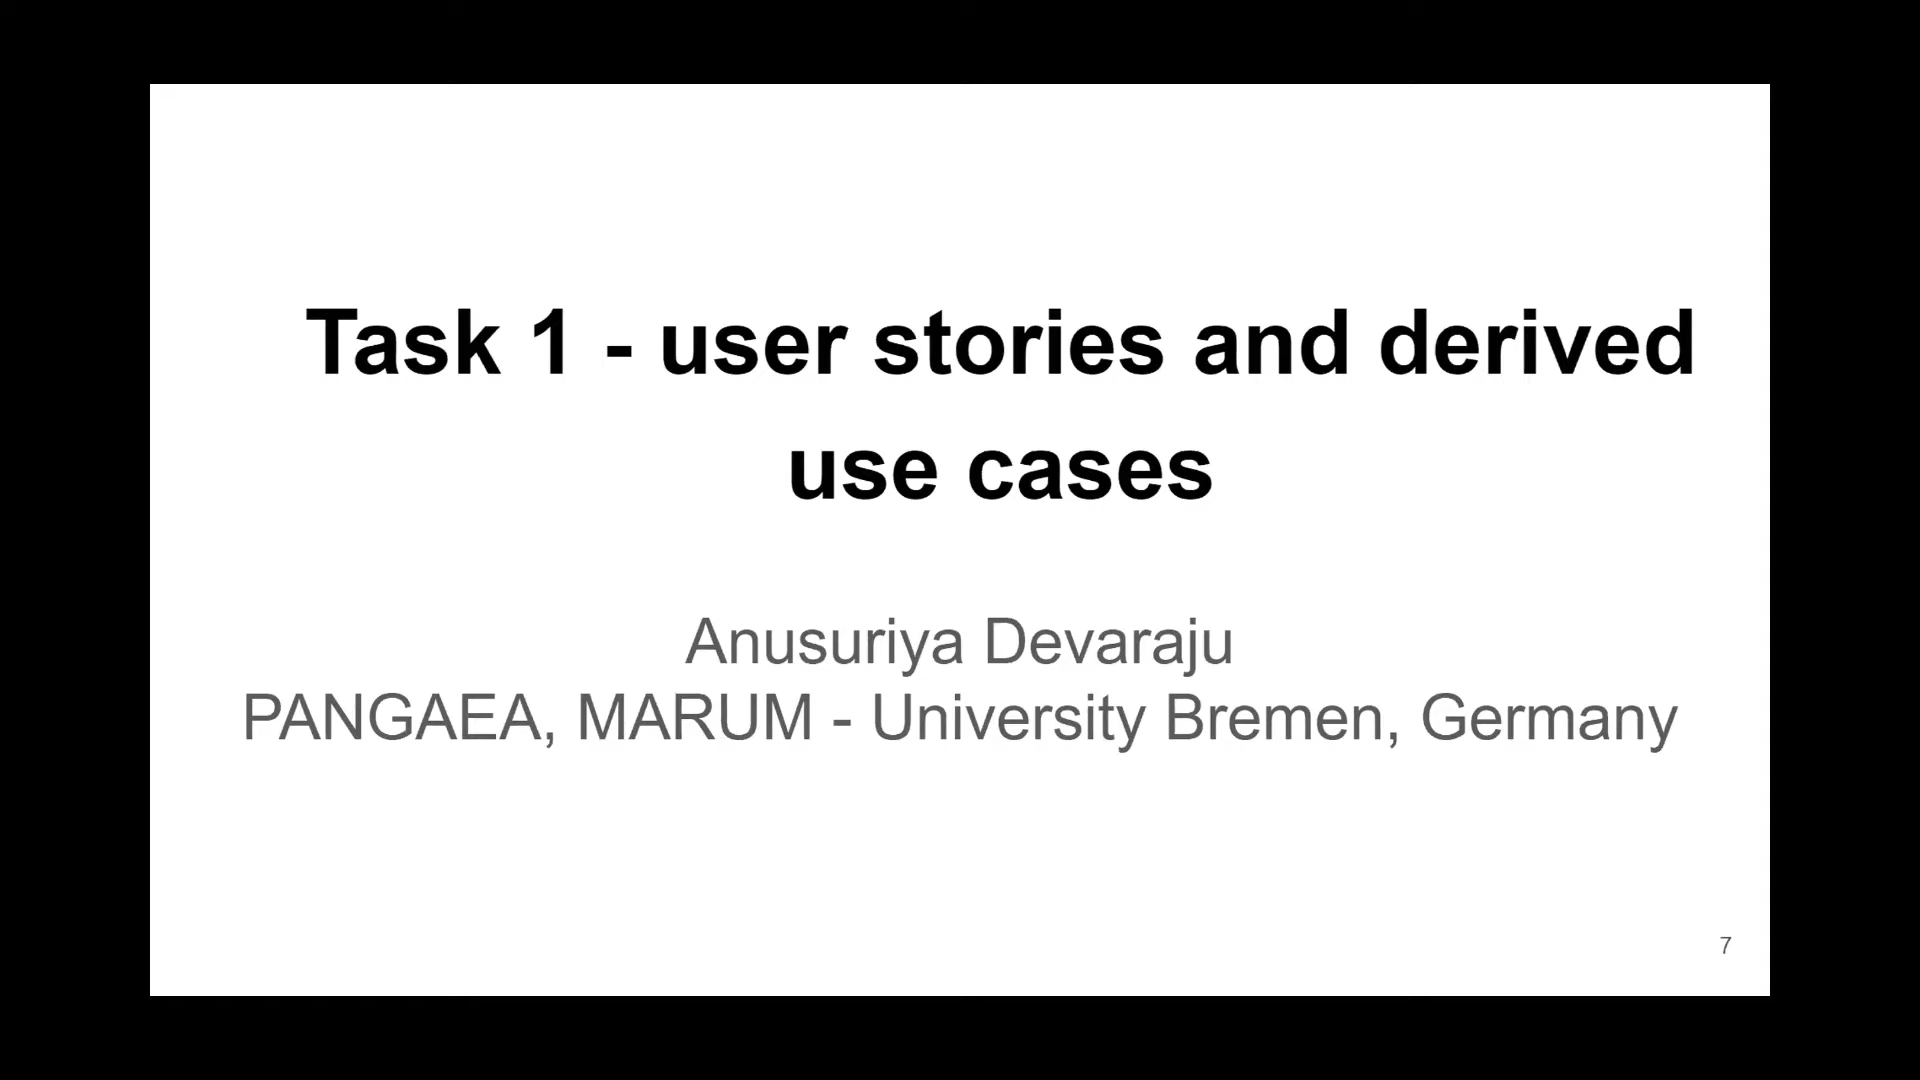 Task 1 - user stories and derived
use cases
Anusuriya Devaraju
PANGAEA, MARUM - University Bremen, Germany
7